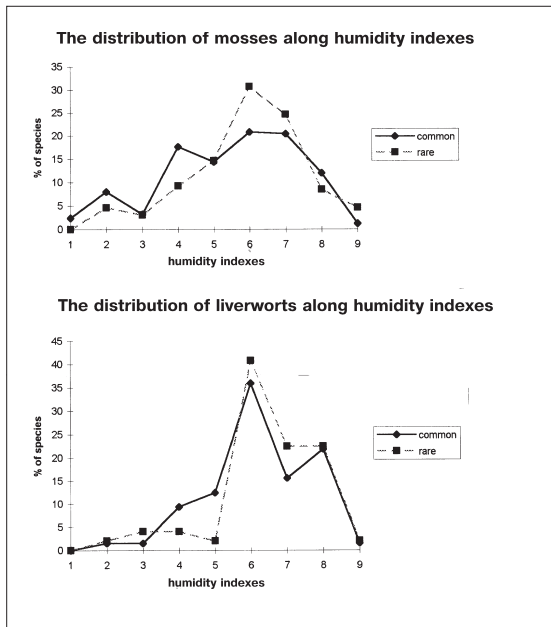 The distribution of mosses along humidity indexes
35
30
25
20
15
10
5
0
% of species
1 2 3 4 5 6 7 8 9
humidity indexes
common
rare
The distribution of liverworts along humidity indexes
45
40
35
30
25
20
15
10
5
0
% of species
1 2 3 4 5 6 7 8 9
humidity indexes
common
rare